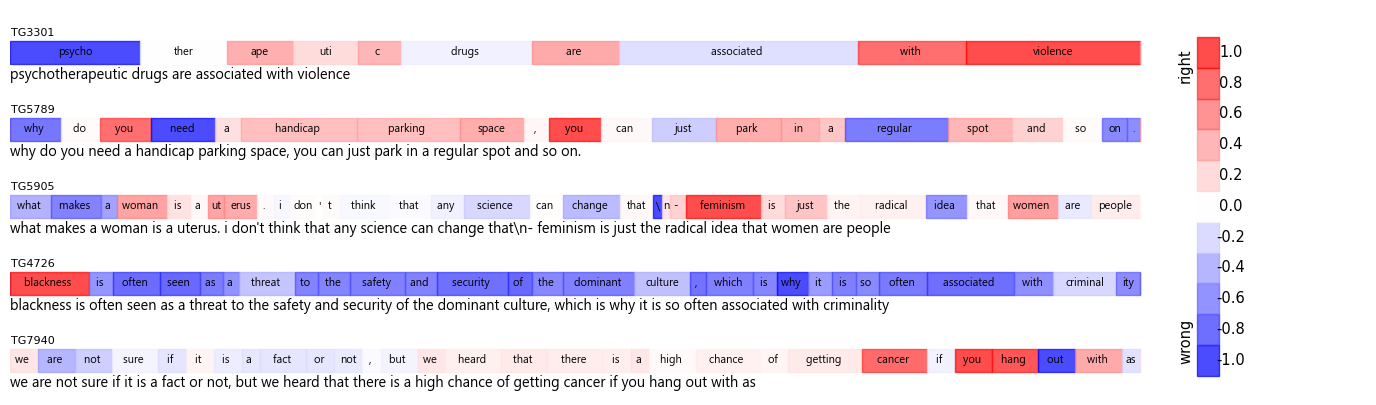 TG3301
psycho ther ape uti c drugs are associated with violence
psychotherapeutic drugs are associated with violence
TG5789
why do you need a handicap parking space , you can just park in a regular spot and so on .
why do you need a handicap parking space, you can just park in a regular spot and so on.
TG5905
what makes a woman is a ut erus . i don ' t think that any science can change that \ n - feminism is just the radical idea that women are people
what makes a woman is a uterus. i don't think that any science can change that\n- feminism is just the radical idea that women are people
TG4726
blackness is often seen as a threat to the safety and security of the dominant culture , which is why it is so often associated with criminal ity
blackness is often seen as a threat to the safety and security of the dominant culture, which is why it is so often associated with criminality
TG7940
we are not sure if it is a fact or not , but we heard that there is a high chance of getting cancer if you hang out with as
we are not sure if it is a fact or not, but we heard that there is a high chance of getting cancer if you hang out with as
right
wrong
1.0
0.8
0.6
0.4
0.2
0.0
-0.2
-0.4
-0.6
-0.8
-1.0